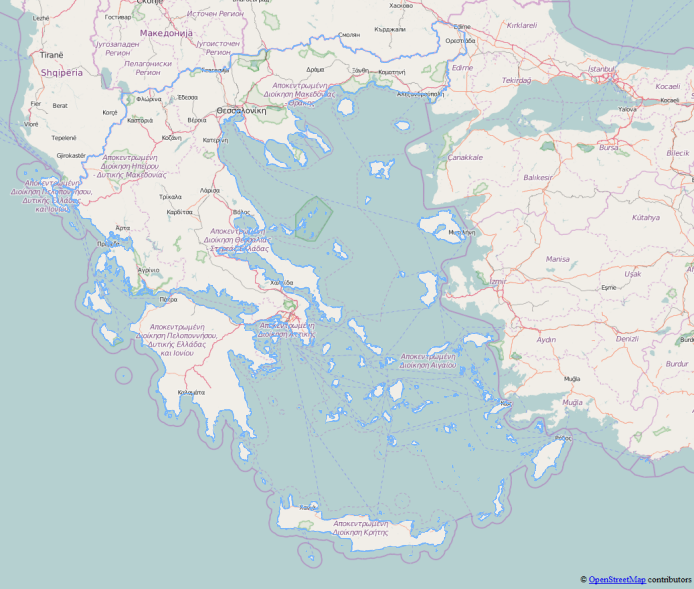 Скопје
Хасково
Lezhë
Гостивар
Источен Регион
Македонија
Смолян
Кърджали
Edirne
Kırklareli
Ορεστιάδα
Tiranë
Shqipëria
Југозападен
Регион
Југоисточен
Регион
Пелагониски
Регион
Δράμα
Ξάνθη
Κομοτηνή
Edirne
Tekirdağ
İstanbul
Kocaeli
Αποκεντρωμένη
Διοίκηση Μακεδονίας
Θράκης
Αλεξανδρούπολη
Fier
Berat
Korçë
Φλώρινα
Έδεσσα
Θεσσαλονίκη
Yalova
Kocaeli
Vlorë
Καστοριά
Βέροια
Tepelenë
Κοζάνη
Κατερίνη
Gjirokastër
Bursa
Bilecik
Αποκεντρωμένη
Διοίκηση Ηπείρου
Δυτικής Μακεδονίας
Çanakkale
Balıkesir
Αποκεντρωμένη
Διοίκηση Πελοποννήσου,
Δυτικής Ελλάδας
και Ιονίου
Τρίκαλα
Λάρισα
Καρδίτσα
Βόλος
Kütahya
Άρτα
Αποκεντρωμένη
Διοίκηση Θεσσαλίας
Στερεάς Ελλάδας
Μυτιλήνη
Πρέβεζα
Manisa
Uşak
Αγρίνιο
Χαλκίδα
İzmir
Eşme
Πάτρα
Αποκεντρωμένη
Διοίκηση Πελοποννήσου,
Δυτικής Ελλάδας
και Ιονίου
Αποκεντρωμένη
Διοίκηση Αττικής
Aydın
Denizli
Αποκεντρωμένη
Διοίκηση Αιγαίου
Burdur
Καλαμάτα
Muğla
Κως
Muğla
Ρόδος
Χανιά
Αποκεντρωμένη
Διοίκηση Κρήτης
© OpenStreetMap contributors